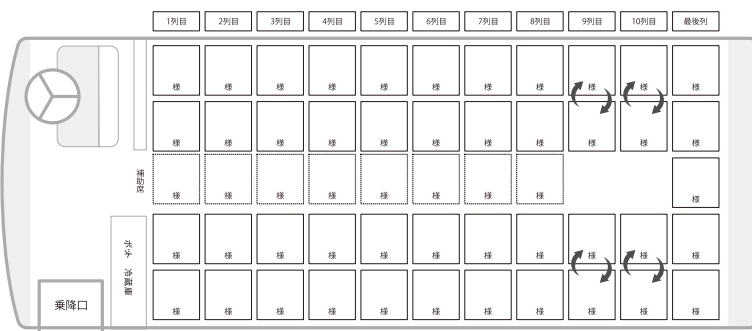 1列目 2列目 3列目 4列目 5列目 6列目 7列目 8列目 9列目 10列目 最後列
様 様 様 様 様 様 様 様 様 様 様
様 様 様 様 様 様 様 様 様 様 様
補助席
様 様 様 様 様 様 様 様 様
ポット 冷蔵庫
様 様 様 様 様 様 様 様 様 様 様
乗降口
様 様 様 様 様 様 様 様 様 様 様